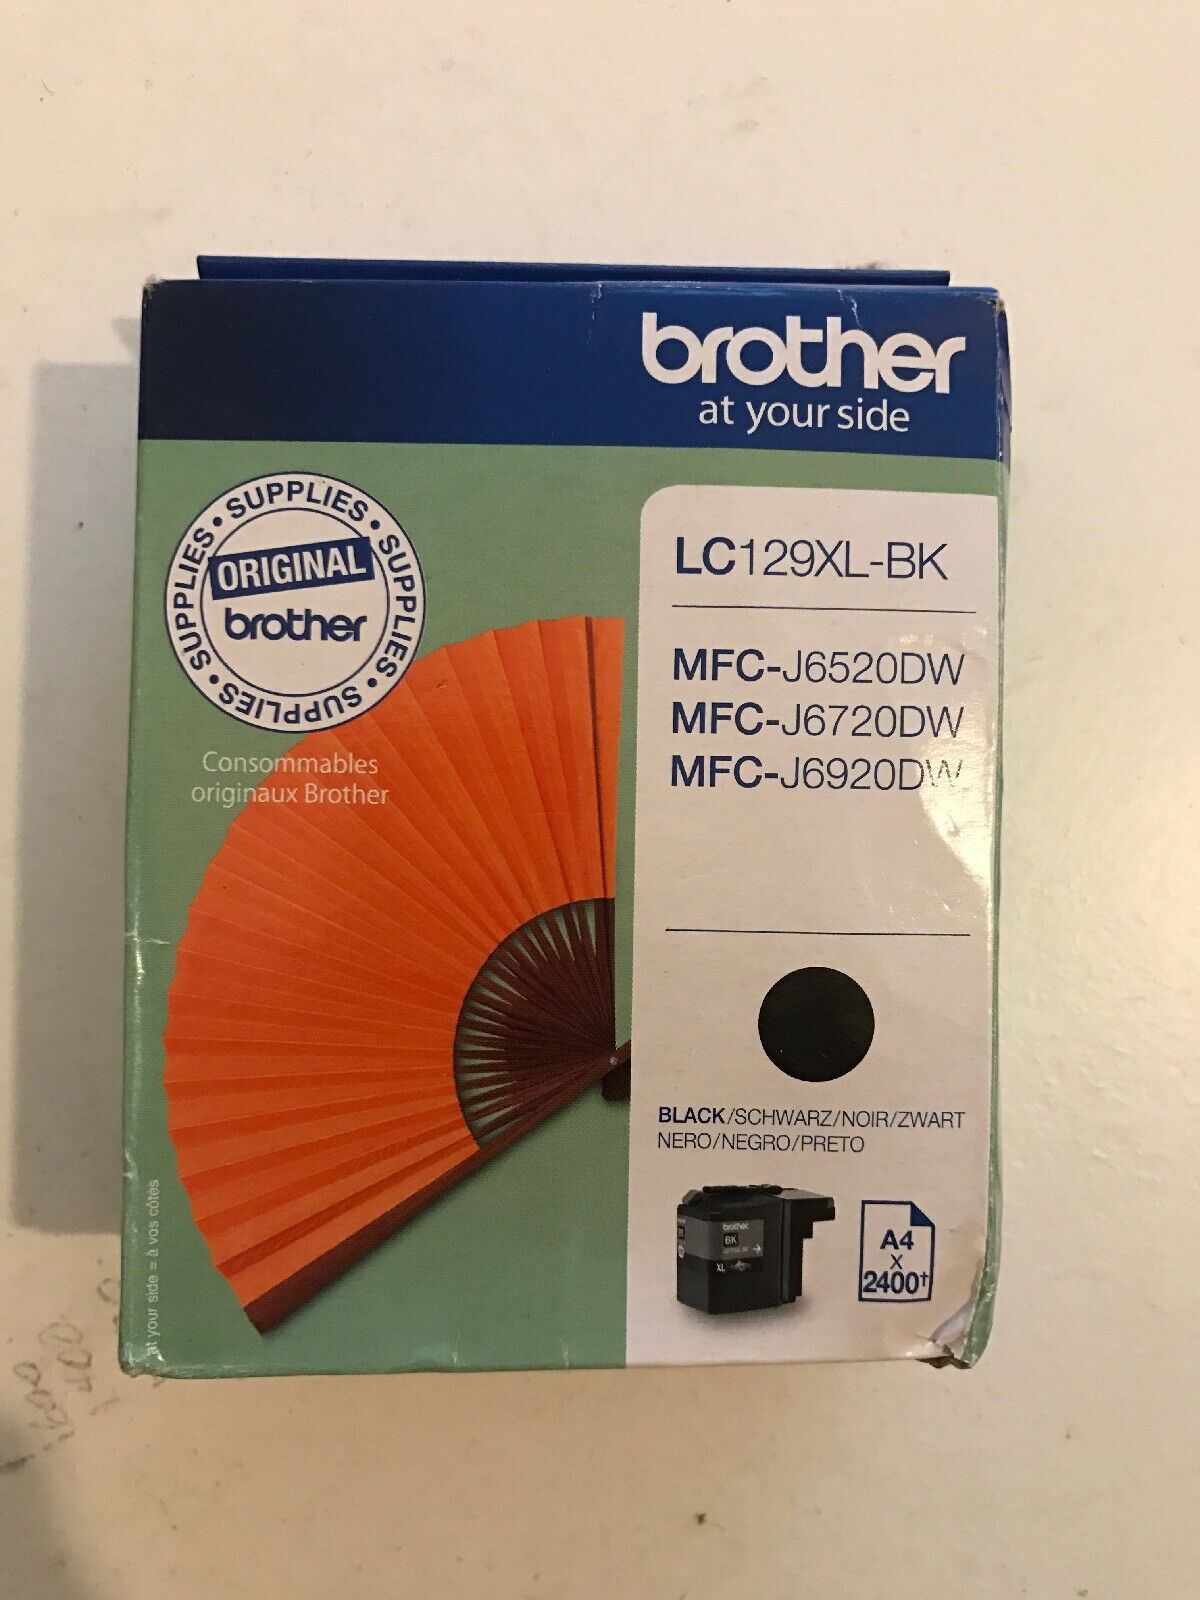 brother
at your side
SUPPLIES • SUPPLIES • SUPPLIES • SUPPLIES •
ORIGINAL
brother
Consommables
originaux Brother
LC129XL-BK
MFC-J6520DW
MFC-J6720DW
MFC-J6920DW
BLACK/SCHWARZ/NOIR/ZWART
NERO/NEGRO/PRETO
brother
BK
XL
A4
x
2400†
at your side = à vos côtés